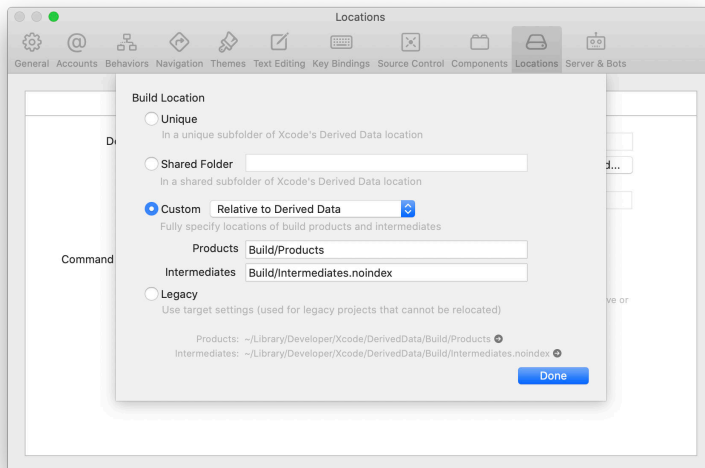 Locations
General Accounts Behaviors Navigation Themes Text Editing Key Bindings Source Control Components Locations Server & Bots
Build Location
Unique
In a unique subfolder of Xcode's Derived Data location
Shared Folder
In a shared subfolder of Xcode's Derived Data location
Custom Relative to Derived Data
Fully specify locations of build products and intermediates
Products Build/Products
Command
Intermediates Build/Intermediates.noindex
Legacy
ve or
Use target settings (used for legacy projects that cannot be relocated)
Products: ~/Library/Developer/Xcode/DerivedData/Build/Products
Intermediates: ~/Library/Developer/Xcode/DerivedData/Build/Intermediates.noindex
Done